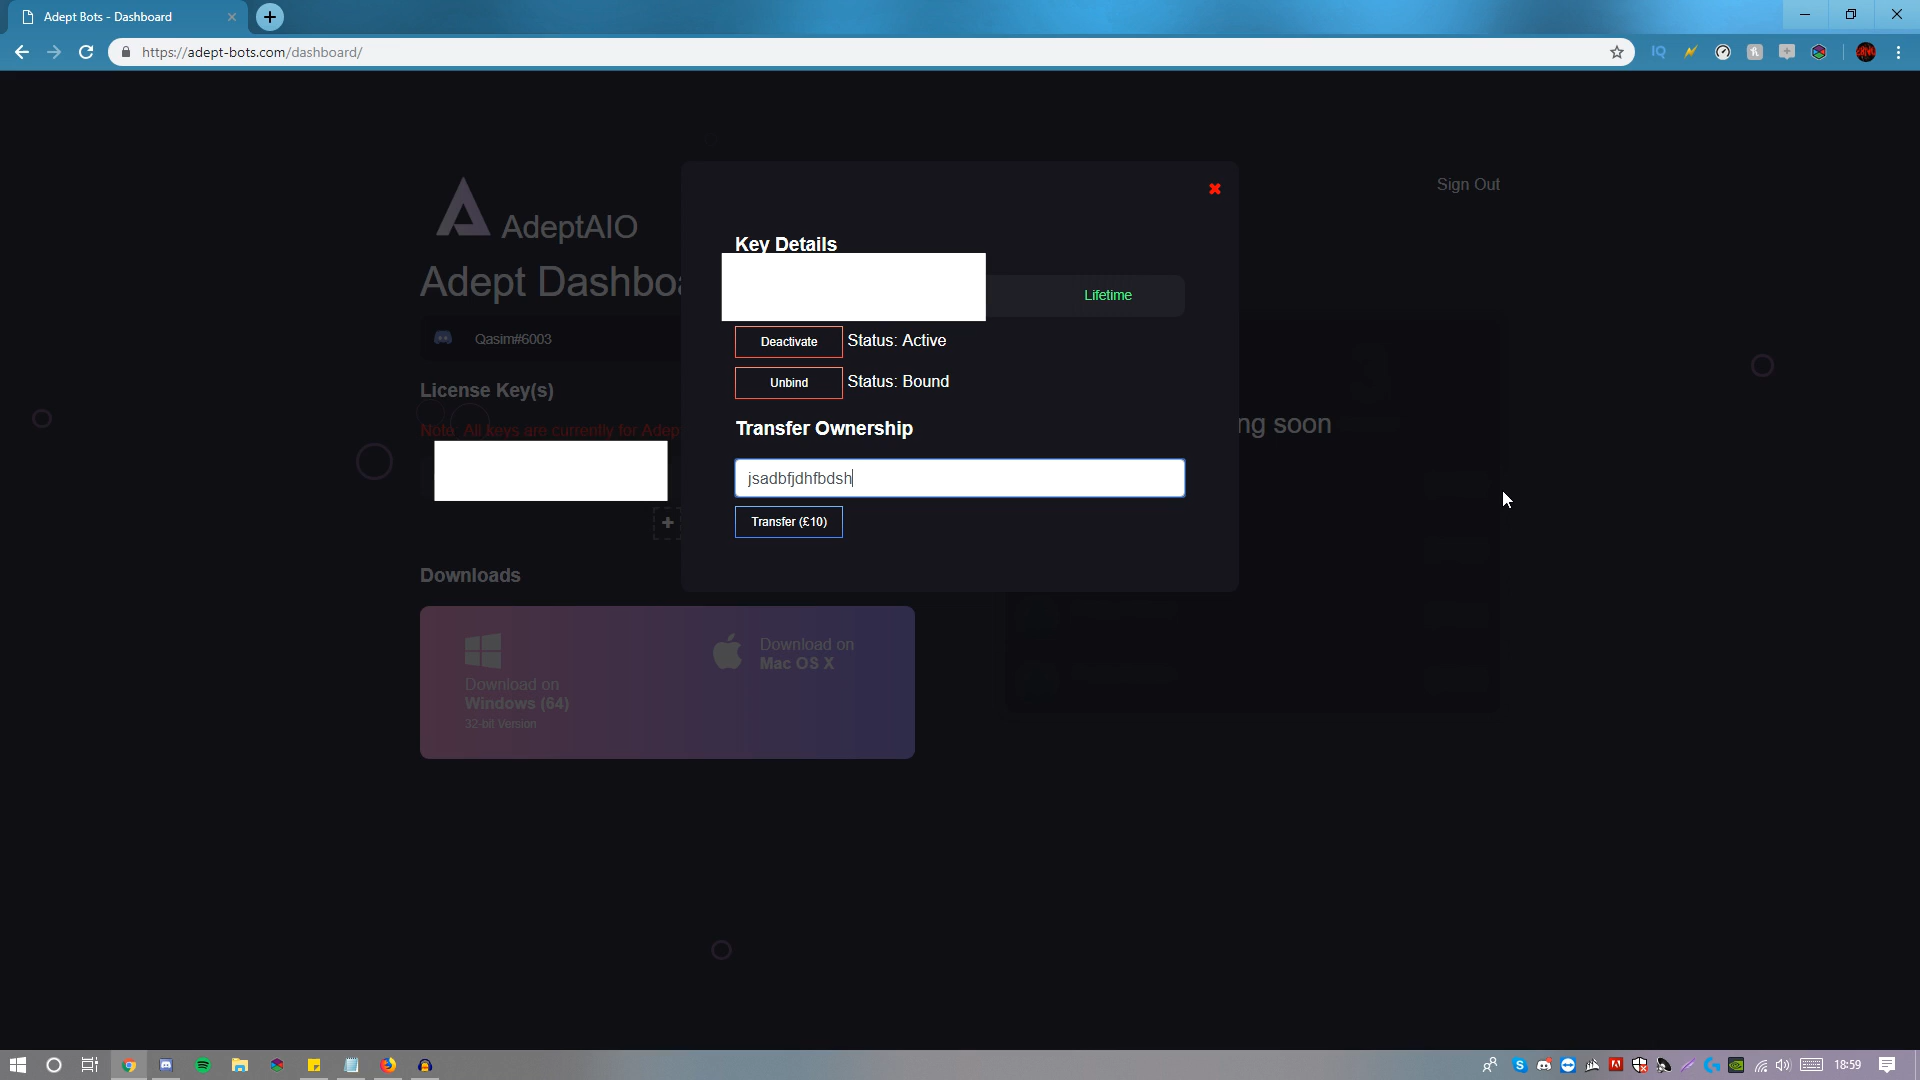 Adept Bots - Dashboard
https://adept-bots.com/dashboard/
Sign Out
AdeptAIO
Adept Dashboa
Qasim#6003
License Key(s)
Note: All keys are currently for Adep
Downloads
Download on
Windows (64)
32-bit Version
Download on
Mac OS X
Key Details
Lifetime
Deactivate Status: Active
Unbind Status: Bound
Transfer Ownership
jsadbfjdhfbdsh
Transfer (£10)
ng soon
18:59